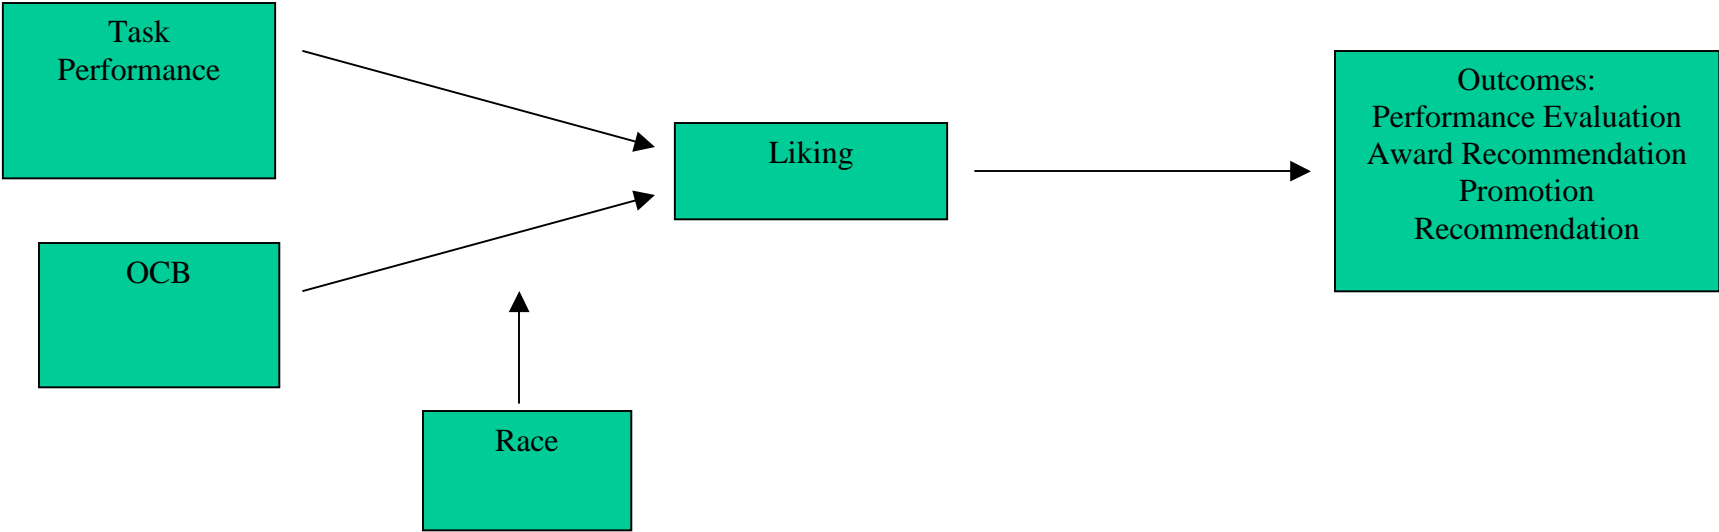 Task
Performance
OCB
Race
Liking
Outcomes:
Performance Evaluation
Award Recommendation
Promotion
Recommendation